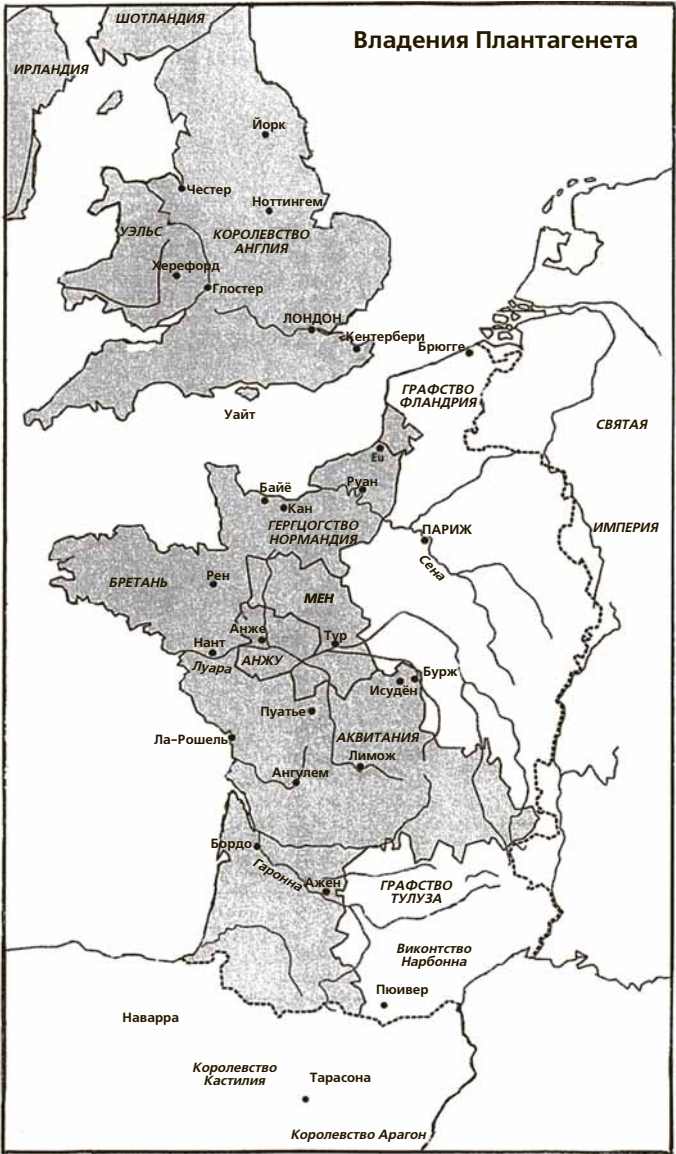 ШОТЛАНДИЯ
Владения Плантагенета
ИРЛАНДИЯ
Йорк
Честер
Ноттингем
УЭЛЬС
КОРОЛЕВСТВО
АНГЛИЯ
Херефорд
Глостер
ЛОНДОН
Кентербери
Брюгге
ГРАФСТВО
ФЛАНДРИЯ
Уайт
СВЯТАЯ
Eu
Руан
Байё
Кан
ГЕРГЦОГСТВО
НОРМАНДИЯ
ПАРИЖ
ИМПЕРИЯ
Сена
БРЕТАНЬ
Рен
МЕН
Анже
Тур
Нант
Луара
АНЖУ
Бурж
Исудён
Пуатье
Ла-Рошель
АКВИТАНИЯ
Лимож
Ангулем
Бордо
Гаронна
Ажен
ГРАФСТВО
ТУЛУЗА
Виконтство
Нарбонна
Пюивер
Наварра
Королевство
Кастилия
Тарасона
Королевство Арагон